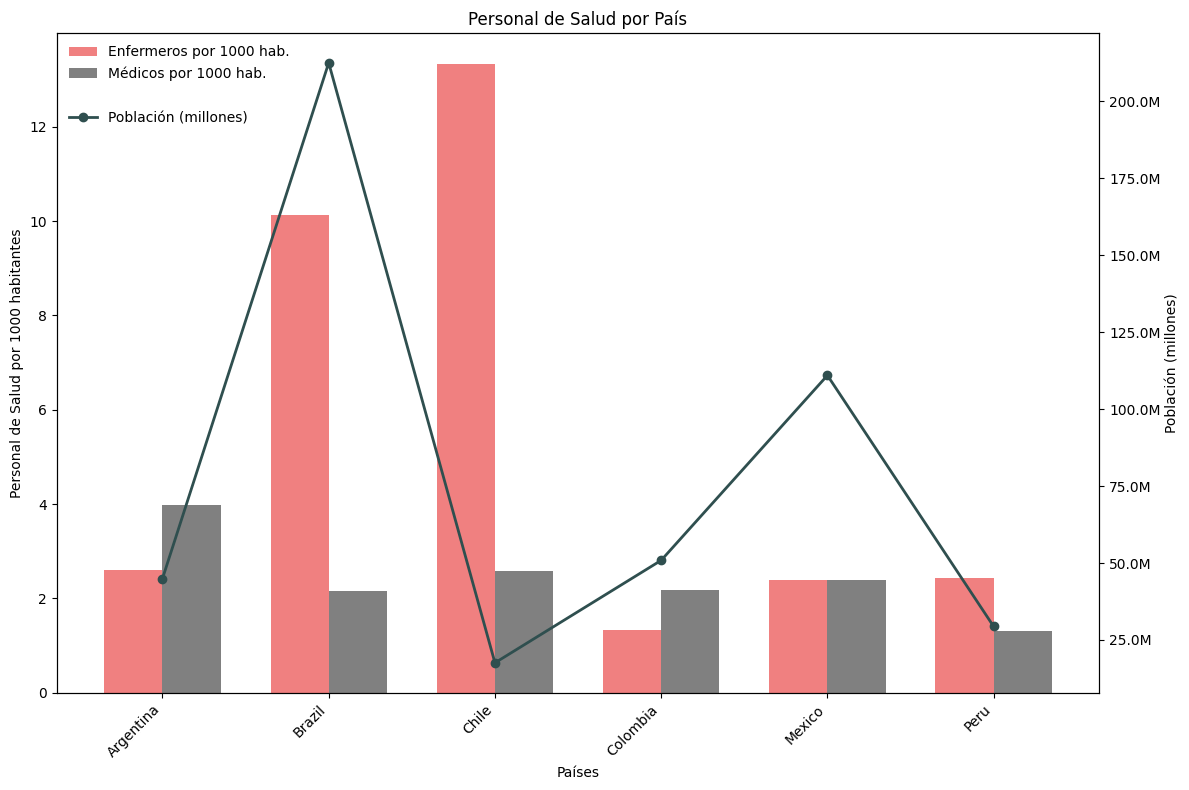 Personal de Salud por País
Enfermeros por 1000 hab.
Médicos por 1000 hab.
Población (millones)
Personal de Salud por 1000 habitantes
12
10
8
6
4
2
0
200.0M
175.0M
150.0M
125.0M
100.0M
75.0M
50.0M
25.0M
Población (millones)
Argentina
Brazil
Chile
Colombia
Mexico
Peru
Países